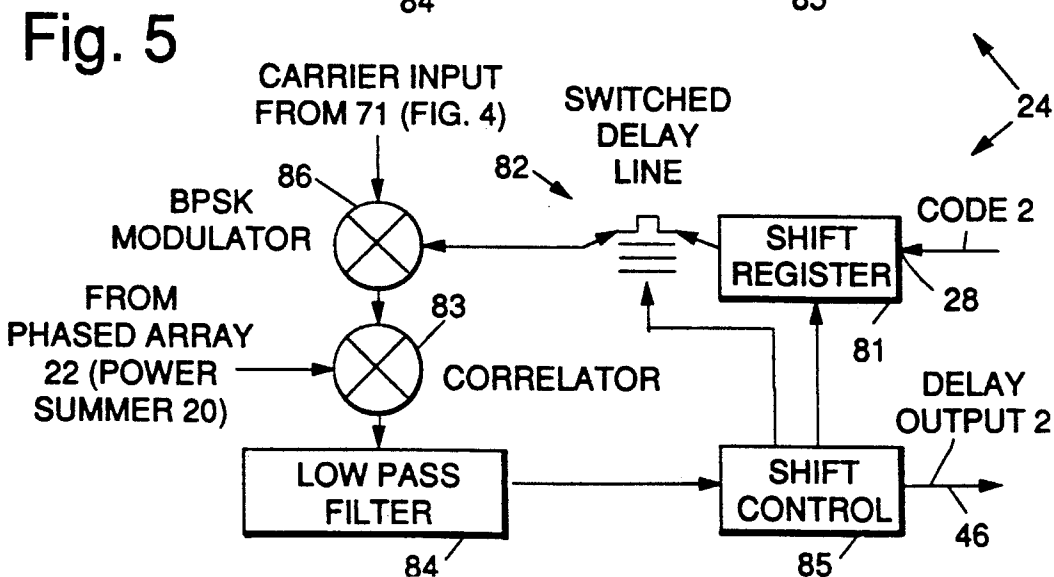 84
85
Fig. 5
CARRIER INPUT
FROM 71 (FIG. 4)
SWITCHED
DELAY
LINE
24
86
82
BPSK
MODULATOR
CODE 2
SHIFT
REGISTER
28
81
FROM
PHASED ARRAY
22 (POWER
SUMMER 20)
83
CORRELATOR
DELAY
OUTPUT 2
LOW PASS
FILTER
SHIFT
CONTROL
46
84
85